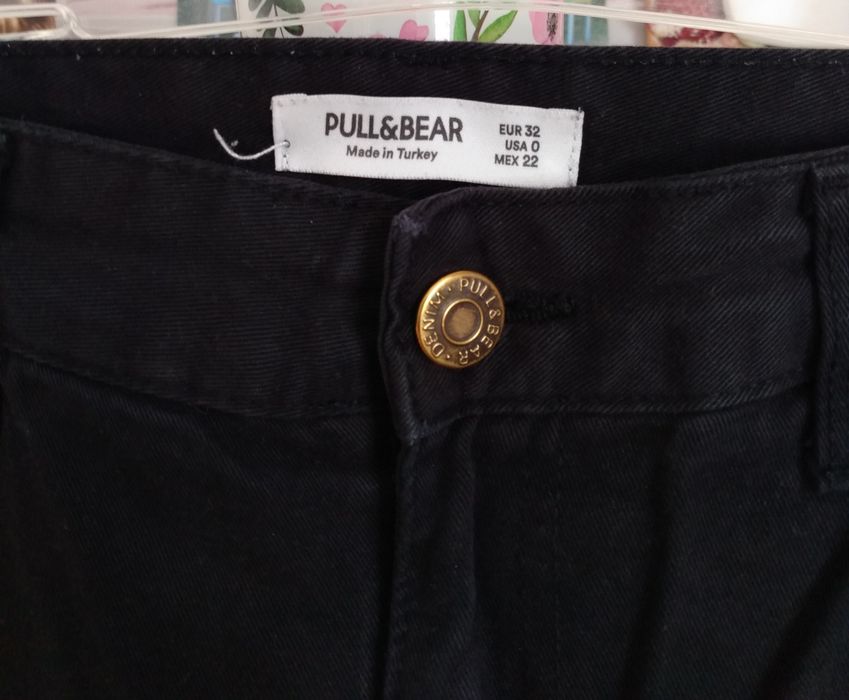 PULL&BEAR
Made in Turkey
EUR 32
USA 0
MEX 22
PULL&BEAR · DENIM ·